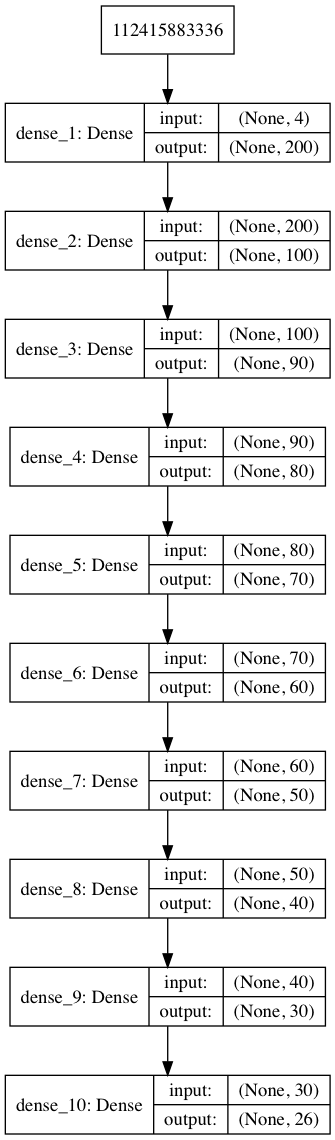 112415883336
dense_1: Dense
input:
(None, 4)
output:
(None, 200)
dense_2: Dense
input:
(None, 200)
output:
(None, 100)
dense_3: Dense
input:
(None, 100)
output:
(None, 90)
dense_4: Dense
input:
(None, 90)
output:
(None, 80)
dense_5: Dense
input:
(None, 80)
output:
(None, 70)
dense_6: Dense
input:
(None, 70)
output:
(None, 60)
dense_7: Dense
input:
(None, 60)
output:
(None, 50)
dense_8: Dense
input:
(None, 50)
output:
(None, 40)
dense_9: Dense
input:
(None, 40)
output:
(None, 30)
dense_10: Dense
input:
(None, 30)
output:
(None, 26)